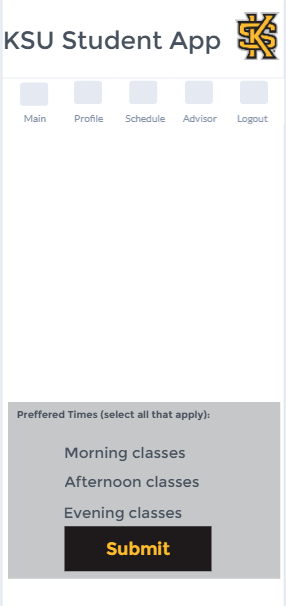 KSU Student App KS
Main Profile Schedule Advisor Logout
Preffered Times (select all that apply):
Morning classes
Afternoon classes
Evening classes
Submit